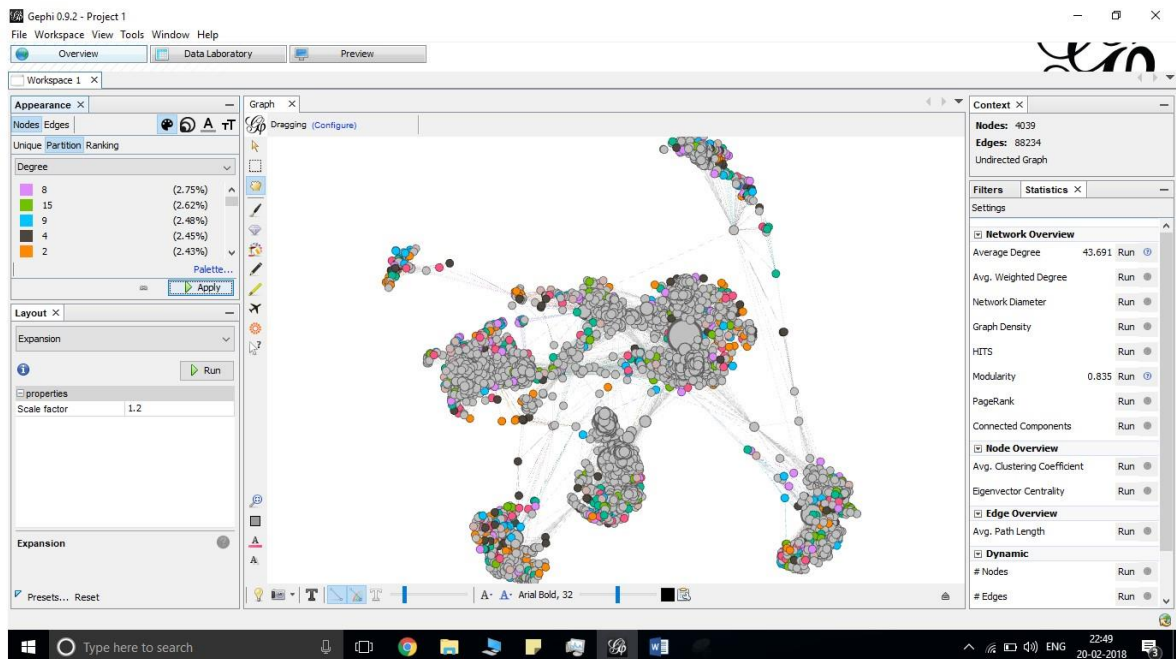 Gephi 0.9.2 - Project 1
File Workspace View Tools Window Help
Overview Data Laboratory Preview
Workspace 1
Appearance
Nodes Edges
Unique Partition Ranking
Degree
8 (2.75%)
15 (2.62%)
9 (2.48%)
4 (2.45%)
2 (2.43%)
Palette...
Apply
Layout
Expansion
Run
properties
Scale factor 1.2
Expansion
Presets... Reset
Graph
Dragging (Configure)
Arial Bold, 32
Context
Nodes: 4039
Edges: 88234
Undirected Graph
Filters Statistics
Settings
Network Overview
Average Degree 43.691 Run
Avg. Weighted Degree Run
Network Diameter Run
Graph Density Run
HITS Run
Modularity 0.835 Run
PageRank Run
Connected Components Run
Node Overview
Avg. Clustering Coefficient Run
Eigenvector Centrality Run
Edge Overview
Avg. Path Length Run
Dynamic
# Nodes Run
# Edges Run
Type here to search
ENG
22:49
20-02-2018